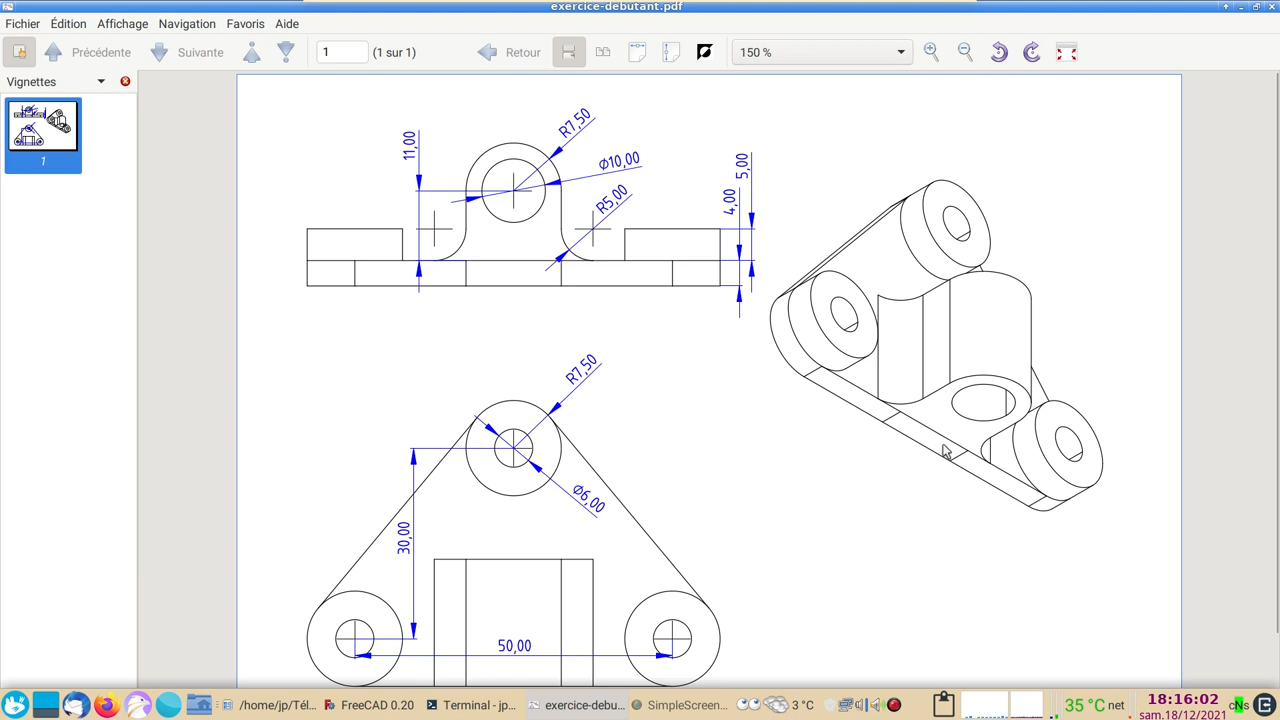 exercice-debutant.pdf
Fichier Édition Affichage Navigation Favoris Aide
Précédente Suivante 1 (1 sur 1) Retour 150 %
Vignettes
1
R7,50
11,00
Ø10,00
5,00
R5,00
4,00
R7,50
Ø6,00
30,00
50,00
/home/jp/Tél... FreeCAD 0.20 Terminal - jp... exercice-debu... SimpleScreen... 3 °C 35 °C net 18:16:02
sam.18/12/2021